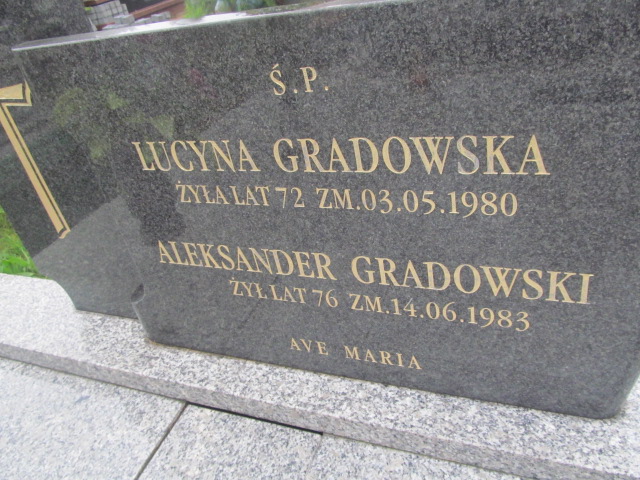 Ś.P.
LUCYNA GRADOWSKA
ŻYŁA LAT 72 ZM.03.05.1980
ALEKSANDER GRADOWSKI
ŻYŁ LAT 76 ZM.14.06.1983
AVE MARIA